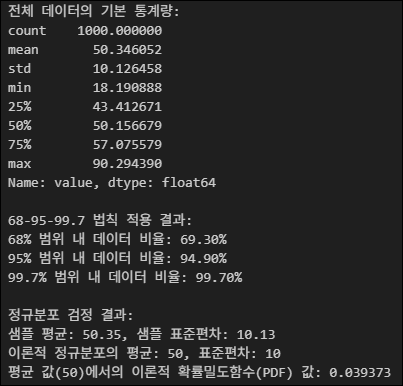 전체 데이터의 기본 통계량:
count    1000.000000
mean       50.346052
std        10.126458
min        18.190888
25%        43.412671
50%        50.156679
75%        57.075579
max        90.294390
Name: value, dtype: float64

68-95-99.7 법칙 적용 결과:
68% 범위 내 데이터 비율: 69.30%
95% 범위 내 데이터 비율: 94.90%
99.7% 범위 내 데이터 비율: 99.70%

정규분포 검정 결과:
샘플 평균: 50.35, 샘플 표준편차: 10.13
이론적 정규분포의 평균: 50, 표준편차: 10
평균 값(50)에서의 이론적 확률밀도함수(PDF) 값: 0.039373